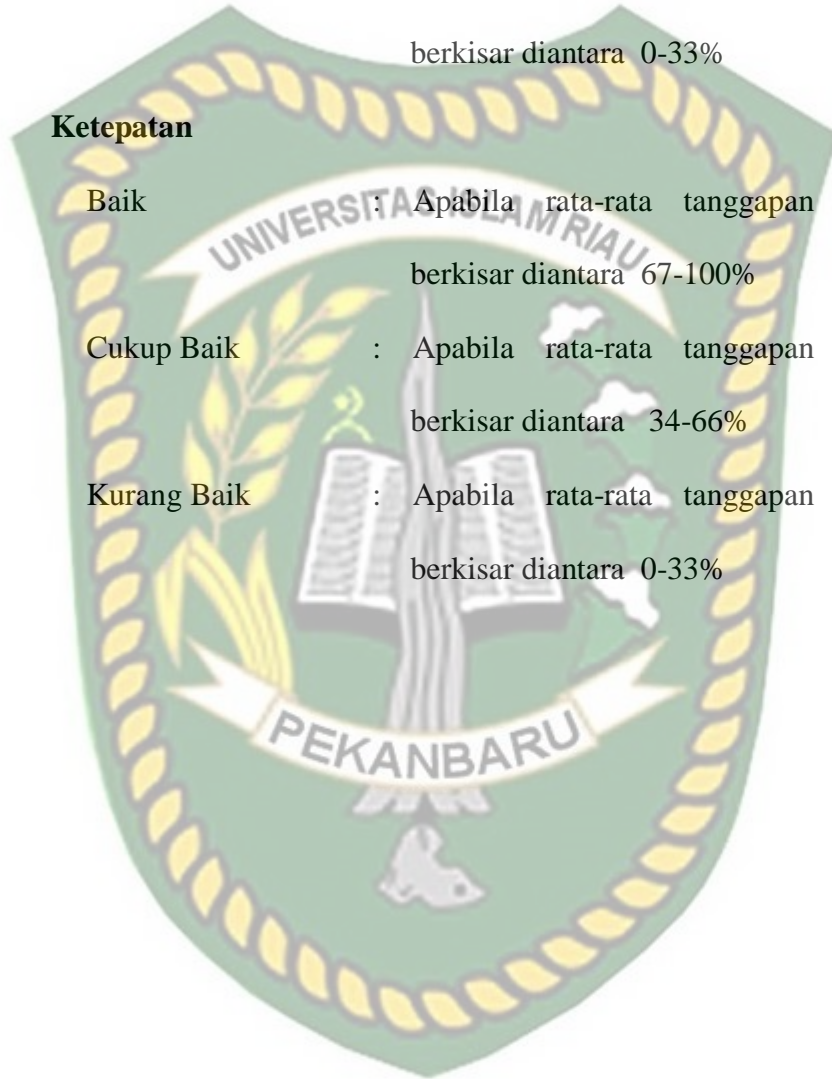 berkisar diantara 0-33%
Ketepatan
Baik : Apabila rata-rata tanggapan
UNIVERSITAS ISLAM RIAU
berkisar diantara 67-100%
Cukup Baik : Apabila rata-rata tanggapan
berkisar diantara 34-66%
Kurang Baik : Apabila rata-rata tanggapan
berkisar diantara 0-33%
PEKANBARU